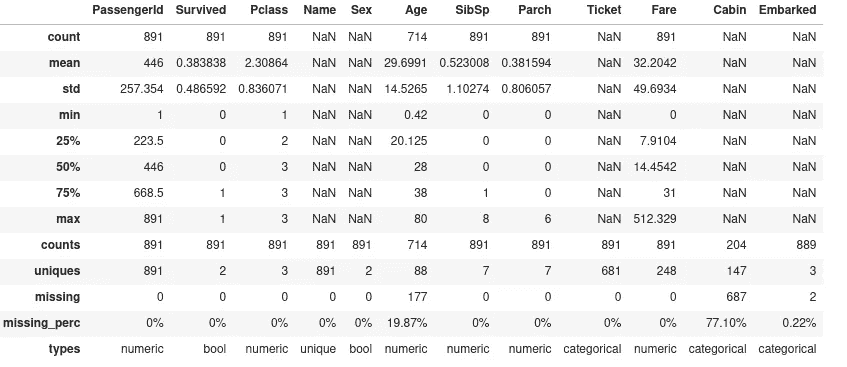 PassengerId Survived Pclass Name Sex Age SibSp Parch Ticket Fare Cabin Embarked
count 891 891 891 NaN NaN 714 891 891 NaN 891 NaN NaN
mean 446 0.383838 2.30864 NaN NaN 29.6991 0.523008 0.381594 NaN 32.2042 NaN NaN
std 257.354 0.486592 0.836071 NaN NaN 14.5265 1.10274 0.806057 NaN 49.6934 NaN NaN
min 1 0 1 NaN NaN 0.42 0 0 NaN 0 NaN NaN
25% 223.5 0 2 NaN NaN 20.125 0 0 NaN 7.9104 NaN NaN
50% 446 0 3 NaN NaN 28 0 0 NaN 14.4542 NaN NaN
75% 668.5 1 3 NaN NaN 38 1 0 NaN 31 NaN NaN
max 891 1 3 NaN NaN 80 8 6 NaN 512.329 NaN NaN
counts 891 891 891 891 891 714 891 891 891 891 204 889
uniques 891 2 3 891 2 88 7 7 681 248 147 3
missing 0 0 0 0 0 177 0 0 0 0 687 2
missing_perc 0% 0% 0% 0% 0% 19.87% 0% 0% 0% 0% 77.10% 0.22%
types numeric bool numeric unique bool numeric numeric numeric categorical numeric categorical categorical